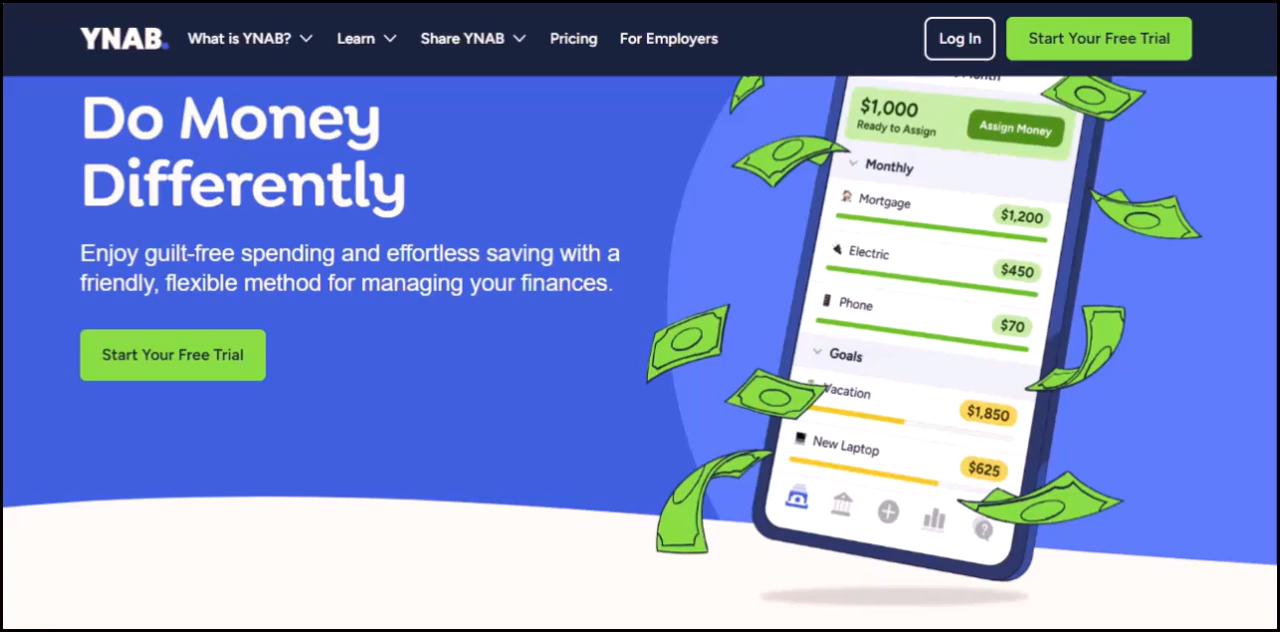 YNAB.
What is YNAB?
Learn
Share YNAB
Pricing
For Employers
Log In
Start Your Free Trial
Do Money
Differently
Enjoy guilt-free spending and effortless saving with a
friendly, flexible method for managing your finances.
Start Your Free Trial
Month
$1,000
Ready to Assign
Assign Money
Monthly
Mortgage
$1,200
Electric
$450
Phone
$70
Goals
Vacation
$1,850
New Laptop
$625
?